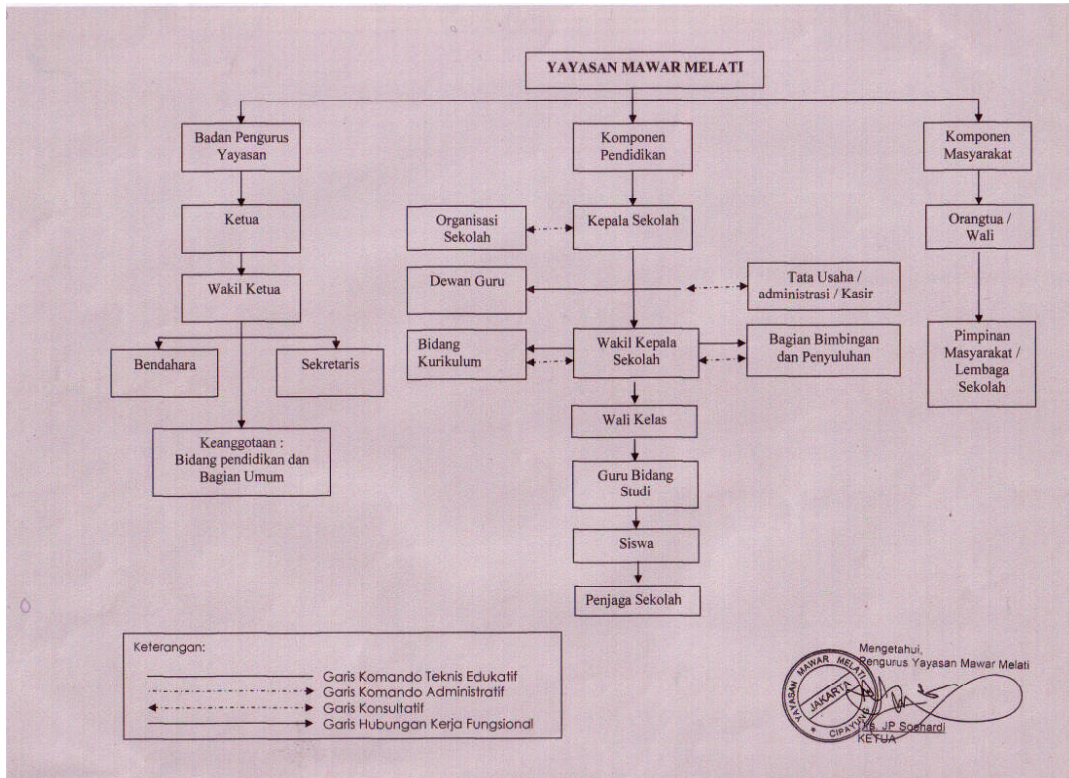 YAYASAN MAWAR MELATI
Badan Pengurus
Yayasan
Komponen
Pendidikan
Komponen
Masyarakat
Ketua
Organisasi
Sekolah
Kepala Sekolah
Orangtua /
Wali
Wakil Ketua
Dewan Guru
Tata Usaha /
administrasi / Kasir
Bendahara
Sekretaris
Bidang
Kurikulum
Wakil Kepala
Sekolah
Bagian Bimbingan
dan Penyuluhan
Pimpinan
Masyarakat /
Lembaga
Sekolah
Keanggotaan :
Bidang pendidikan dan
Bagian Umum
Wali Kelas
Guru Bidang
Studi
Siswa
Penjaga Sekolah
Keterangan:
Garis Komando Teknis Edukatif
Garis Komando Administratif
Garis Konsultatif
Garis Hubungan Kerja Fungsional
Mengetahui,
Pengurus Yayasan Mawar Melati
YAYASAN MAWAR MELATI
JAKARTA
CIPAYUNG
JP Soehardi
KETUA